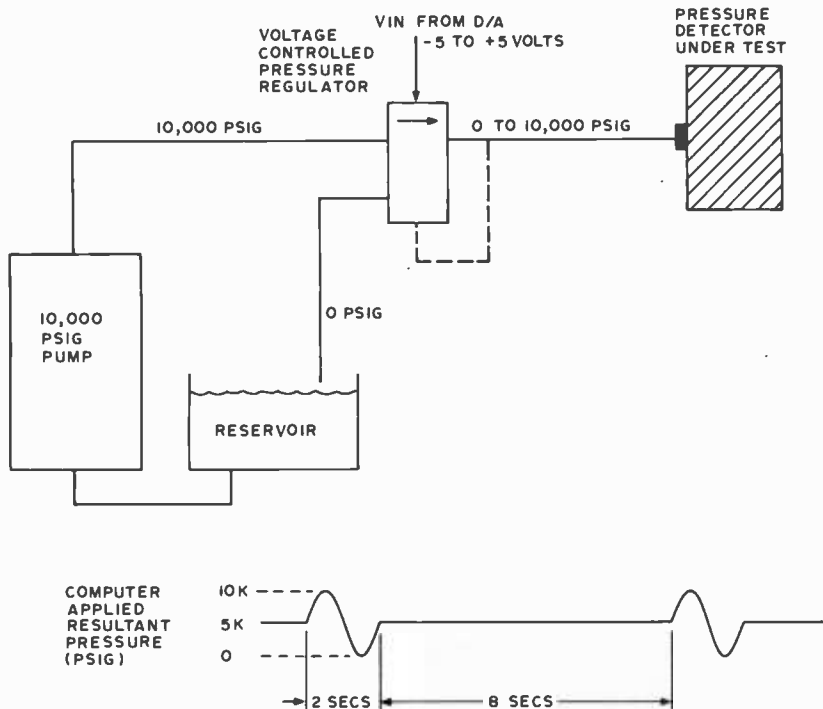 VIN FROM D/A
-5 TO +5 VOLTS
VOLTAGE
CONTROLLED
PRESSURE
REGULATOR
PRESSURE
DETECTOR
UNDER TEST
10,000 PSIG
0 TO 10,000 PSIG
0 PSIG
10,000
PSIG
PUMP
RESERVOIR
COMPUTER
APPLIED
RESULTANT
PRESSURE
(PSIG)
10K
5K
0
2 SECS
8 SECS